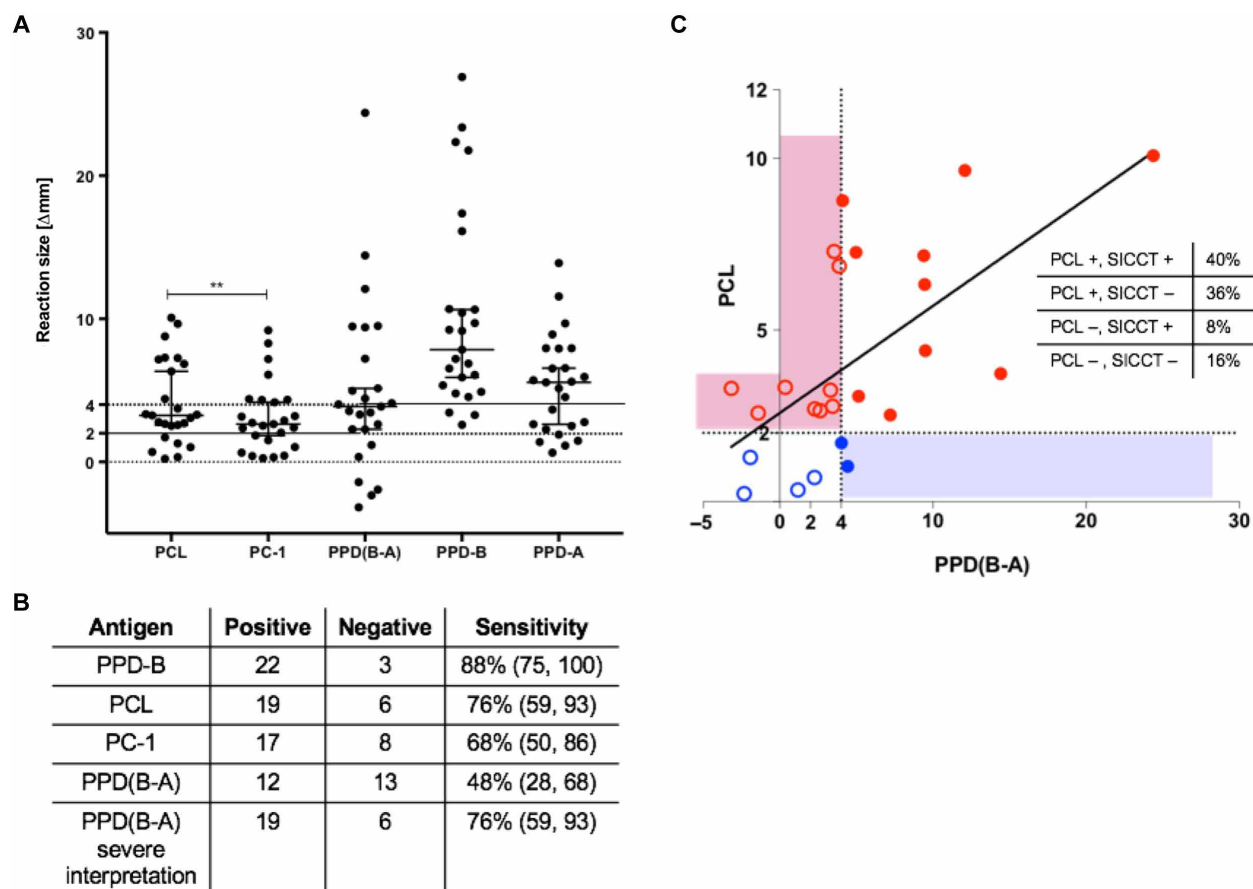 A
30
20
10
4
2
0
Reaction size [Δmm]
**
PCL PC-1 PPD(B-A) PPD-B PPD-A
B
Antigen Positive Negative Sensitivity
PPD-B 22 3 88% (75, 100)
PCL 19 6 76% (59, 93)
PC-1 17 8 68% (50, 86)
PPD(B-A) 12 13 48% (28, 68)
PPD(B-A) 19 6 76% (59, 93)
severe
interpretation
C
12
10
5
2
PCL
PCL +, SICCT + 40%
PCL +, SICCT – 36%
PCL –, SICCT + 8%
PCL –, SICCT – 16%
–5 0 2 4 10 20 30
PPD(B-A)